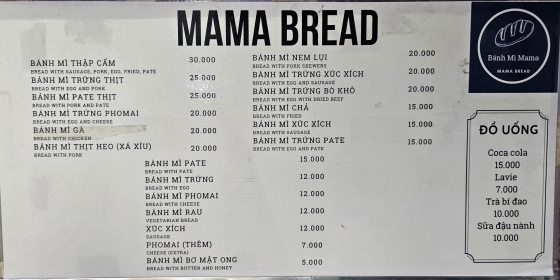 MAMA BREAD
BÁNH MÌ THẬP CẨM 30.000
BREAD WITH SAUSAGE, PORK, EGG, FRIED, PATE
BÁNH MÌ TRỨNG THỊT 25.000
BREAD WITH EGG AND PORK
BÁNH MÌ PATE THỊT 25.000
BREAD WITH PORK AND PATE
BÁNH MÌ TRỨNG PHOMAI 20.000
BREAD WITH EGG AND CHEESE
BÁNH MÌ GÀ 20.000
BREAD WITH CHICKEN
BÁNH MÌ THỊT HEO (XÁ XÍU) 20.000
BREAD WITH PORK
BÁNH MÌ NEM LỤI 20.000
BREAD WITH PORK SKEWERS
BÁNH MÌ TRỨNG XÚC XÍCH 20.000
BREAD WITH EGG AND SAUSAGE
BÁNH MÌ TRỨNG BÒ KHÔ 20.000
BREAD WITH EGG WITH DRIED BEEF
BÁNH MÌ CHẢ 15.000
BREAD WITH FRIED
BÁNH MÌ XÚC XÍCH 15.000
BREAD WITH SAUSAGE
BÁNH MÌ TRỨNG PATE 15.000
BREAD WITH EGG AND PATE
BÁNH MÌ PATE 15.000
BREAD WITH PATE
BÁNH MÌ TRỨNG 12.000
BREAD WITH EGG
BÁNH MÌ PHOMAI 12.000
BREAD WITH CHEESE
BÁNH MÌ RAU 12.000
VEGETARIAN BREAD
XÚC XÍCH 12.000
SAUSAGE
PHOMAI (THÊM) 7.000
CHEESE (EXTRA)
BÁNH MÌ BƠ MẬT ONG 5.000
BREAD WITH BUTTER AND HONEY
Bánh Mì Mama
MAMA BREAD
ĐỒ UỐNG
Coca cola
15.000
Lavie
7.000
Trà bí đao
10.000
Sữa đậu nành
10.000